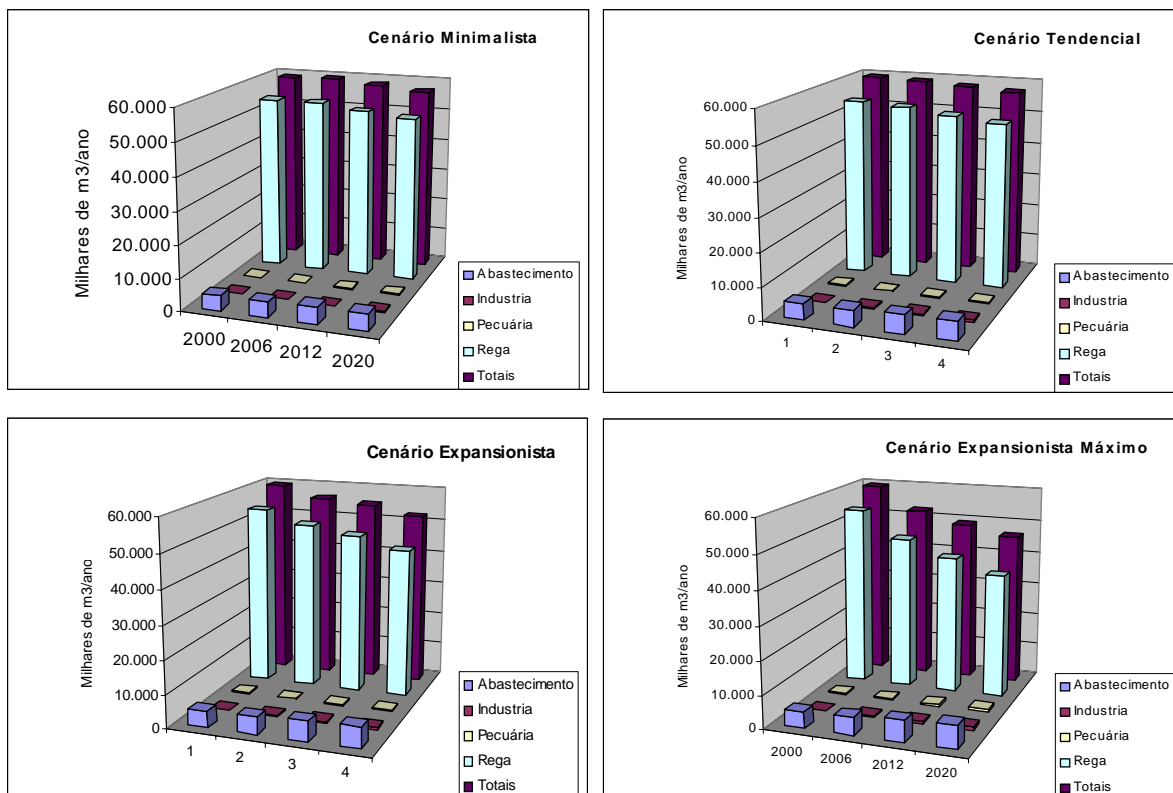 Cenário Minimalista
Milhares de m3/ano
60.000
50.000
40.000
30.000
20.000
10.000
0
2000 2006 2012 2020
Abastecimento
Industria
Pecuária
Rega
Totais
Cenário Tendencial
Milhares de m3/ano
60.000
50.000
40.000
30.000
20.000
10.000
0
1 2 3 4
Abastecimento
Industria
Pecuária
Rega
Totais
Cenário Expansionista
Milhares de m3/ano
60.000
50.000
40.000
30.000
20.000
10.000
0
1 2 3 4
Abastecimento
Industria
Pecuária
Rega
Totais
Cenário Expansionista Máximo
Milhares de m3/ano
60.000
50.000
40.000
30.000
20.000
10.000
0
2000 2006 2012 2020
Abastecimento
Industria
Pecuária
Rega
Totais